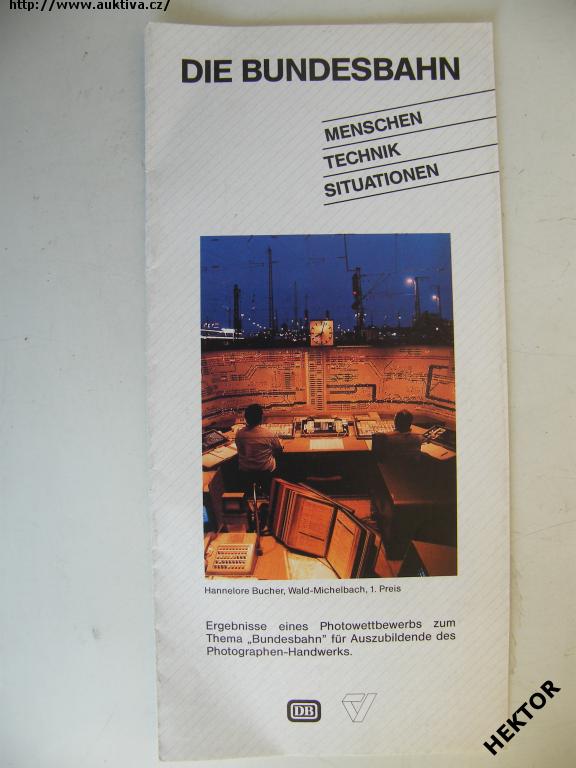 http://www.auktiva.cz/
DIE BUNDESBAHN
MENSCHEN
TECHNIK
SITUATIONEN
Hannelore Bucher, Wald-Michelbach, 1. Preis
Ergebnisse eines Photowettbewerbs zum
Thema „Bundesbahn" für Auszubildende des
Photographen-Handwerks.
DB
HEKTOR